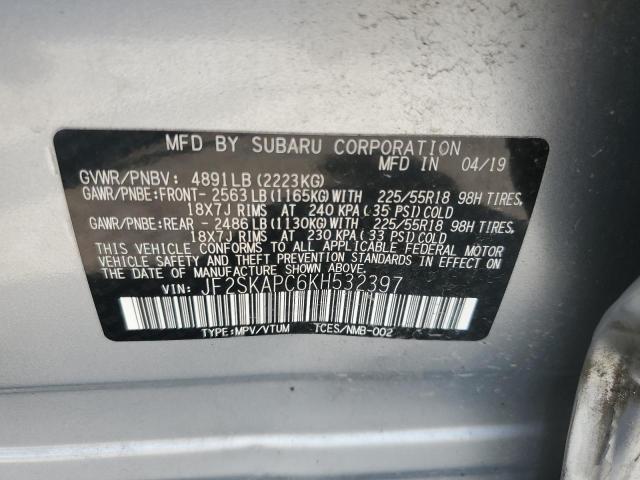 MFD BY SUBARU CORPORATION
MFD IN 04/19
GVWR/PNBV: 4891LB (2223KG)
GAWR/PNBE:FRONT- 2563LB (1165KG)WITH 225/55R18 98H TIRES,
18X7J RIMS AT 240 KPA (35 PSI) COLD
GAWR/PNBE:REAR - 2486LB (1130KG)WITH 225/55R18 98H TIRES,
18X7J RIMS AT 230 KPA (33 PSI) COLD
THIS VEHICLE CONFORMS TO ALL APPLICABLE FEDERAL MOTOR
VEHICLE SAFETY AND THEFT PREVENTION STANDARDS
IN EFFECT ON THE DATE OF MANUFACTURE SHOWN ABOVE.
VIN: JF2SKAPC6KH532397
TYPE:MPV/VTUM TCES/NMB-002